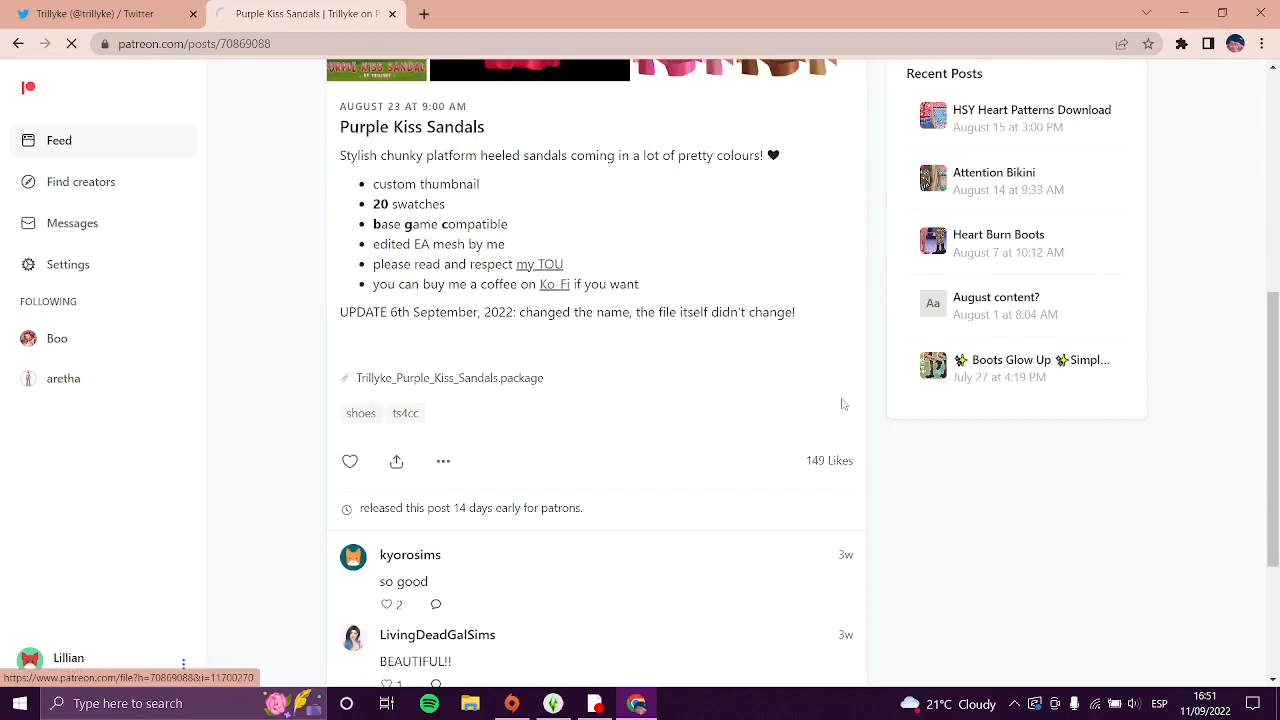 Trillyke (@trillyke) on P
Purple Kiss Sandals | Trillyke on P
patreon.com/posts/70869088
PURPLE KISS SANDAL
BY TRILLYKE
Feed
Find creators
Messages
Settings
FOLLOWING
Boo
aretha
Lillian
AUGUST 23 AT 9:00 AM
Purple Kiss Sandals
Stylish chunky platform heeled sandals coming in a lot of pretty colours! 🖤
• custom thumbnail
• 20 swatches
• base game compatible
• edited EA mesh by me
• please read and respect my TOU
• you can buy me a coffee on Ko-Fi if you want
UPDATE 6th September, 2022: changed the name, the file itself didn't change!
Trillyke_Purple_Kiss_Sandals.package
shoes ts4cc
149 Likes
released this post 14 days early for patrons.
kyorosims 3w
so good
2
LivingDeadGalSims 3w
BEAUTIFUL!!
1
Recent Posts
HSY Heart Patterns Download
August 15 at 3:00 PM
Attention Bikini
August 14 at 9:33 AM
Heart Burn Boots
August 7 at 10:12 AM
Aa
August content?
August 1 at 8:04 AM
✨ Boots Glow Up ✨Simpl...
July 27 at 4:19 PM
Type here to search
21°C Cloudy
ESP
16:51
11/09/2022